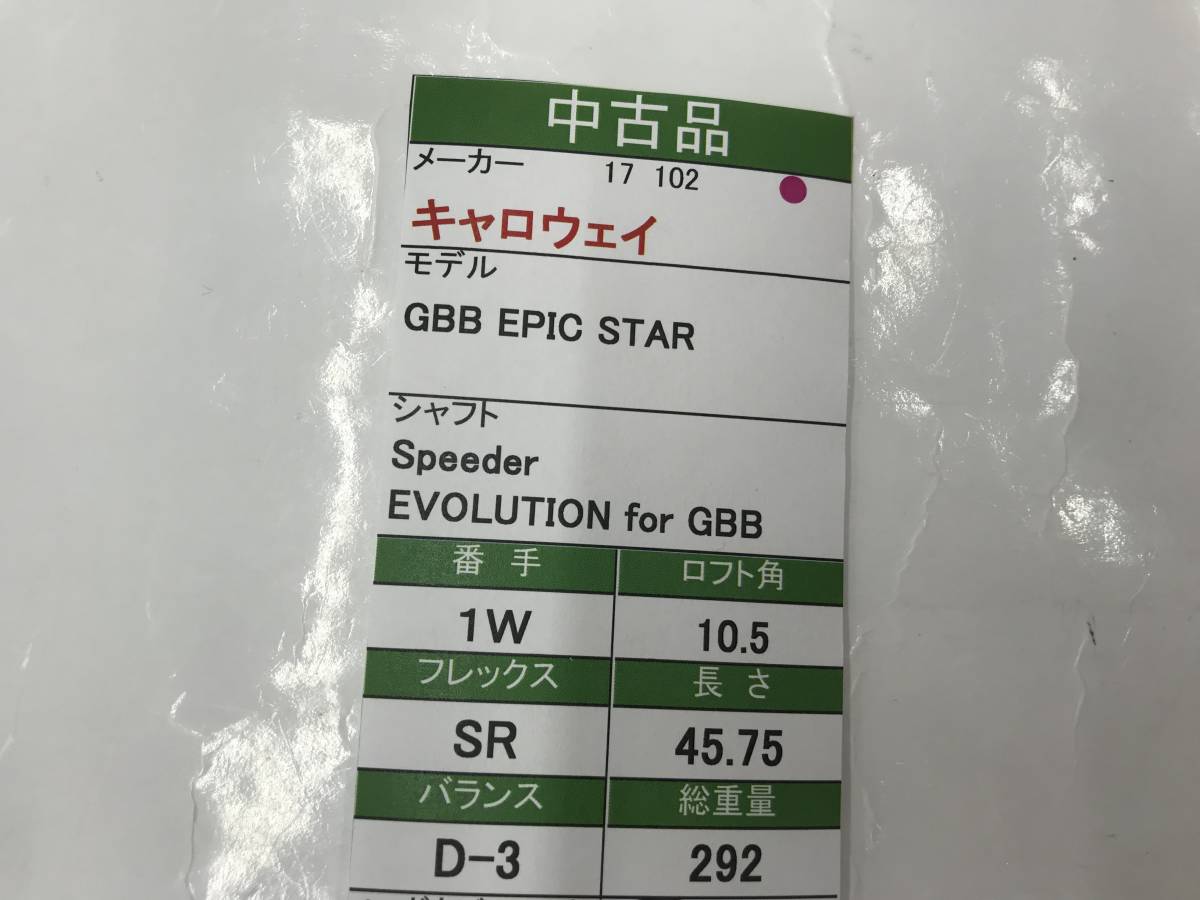 中古品
メーカー 17 102
キャロウェイ
モデル
GBB EPIC STAR
シャフト
Speeder
EVOLUTION for GBB
番手 ロフト角
1W 10.5
フレックス 長さ
SR 45.75
バランス 総重量
D-3 292